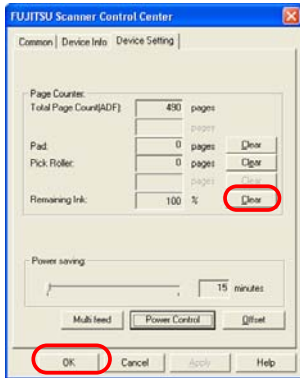 FUJITSU Scanner Control Center
Common Device Info Device Setting
Page Counter:
Total Page Count(ADF): 490 pages
pages
Pad: 0 pages Clear
Pick Roller: 0 pages Clear
pages Clear
Remaining Ink: 100 % Clear
Power saving:
15 minutes
Multi feed Power Control Offset
OK Cancel Apply Help